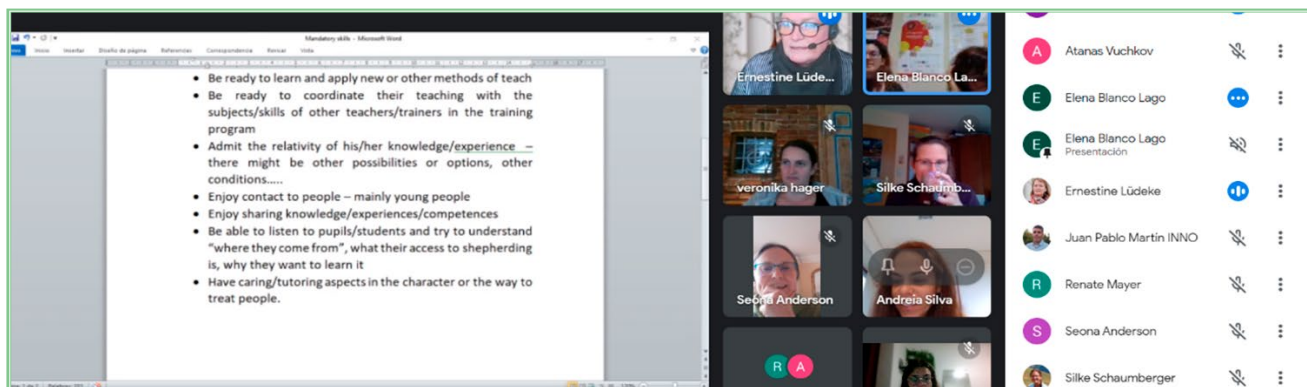 Mandatory skills - Microsoft Word
Inicio Insertar Diseño de página Referencias Correspondencia Revisar Vista
• Be ready to learn and apply new or other methods of teach
• Be ready to coordinate their teaching with the
subjects/skills of other teachers/trainers in the training
program
• Admit the relativity of his/her knowledge/experience –
there might be other possibilities or options, other
conditions.....
• Enjoy contact to people – mainly young people
• Enjoy sharing knowledge/experiences/competences
• Be able to listen to pupils/students and try to understand
"where they come from", what their access to shepherding
is, why they want to learn it
• Have caring/tutoring aspects in the character or the way to
treat people.
Ernestine Lüde...
Elena Blanco La...
veronika hager
Silke Schaumb...
Seona Anderson
Andreia Silva
R A
A Atanas Vuchkov
E Elena Blanco Lago
E Elena Blanco Lago
Presentación
Ernestine Lüdeke
Juan Pablo Martin INNO
R Renate Mayer
S Seona Anderson
Silke Schaumberger